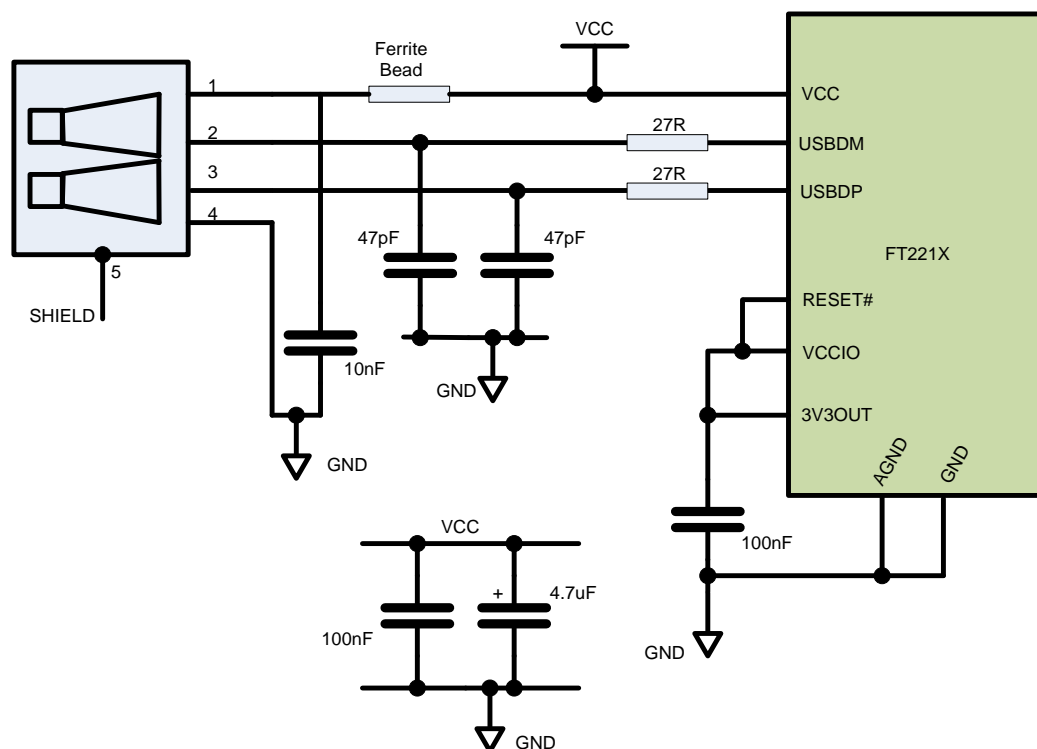 VCC
Ferrite
Bead
1
VCC
27R
2
USBDM
27R
3
USBDP
4
47pF
47pF
FT221X
5
SHIELD
RESET#
10nF
VCCIO
GND
3V3OUT
GND
AGND
GND
VCC
100nF
+
4.7uF
100nF
GND
GND